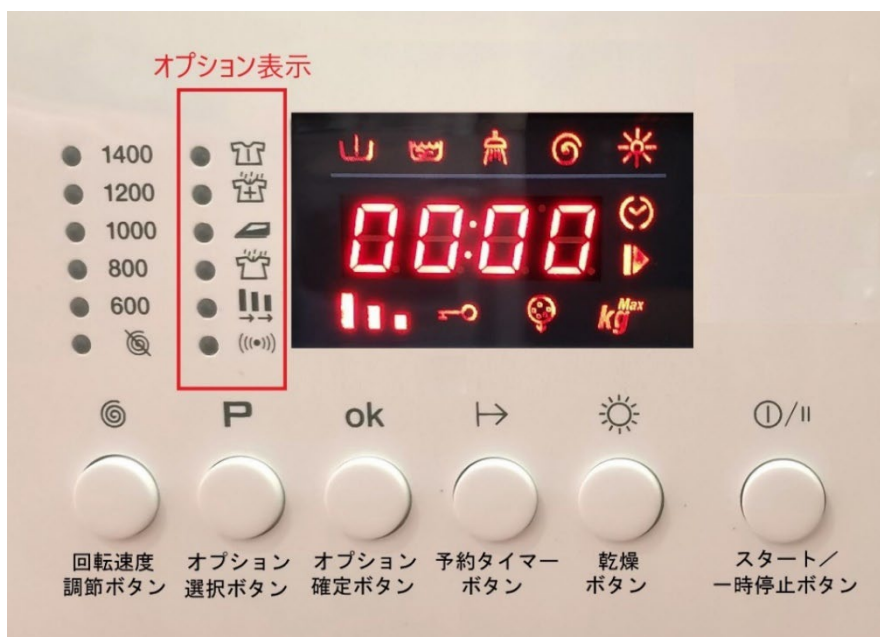 オプション表示
1400
1200
1000
800
600
00:00
kg Max
P
ok
回転速度
調節ボタン
オプション
選択ボタン
オプション
確定ボタン
予約タイマー
ボタン
乾燥
ボタン
スタート／
一時停止ボタン